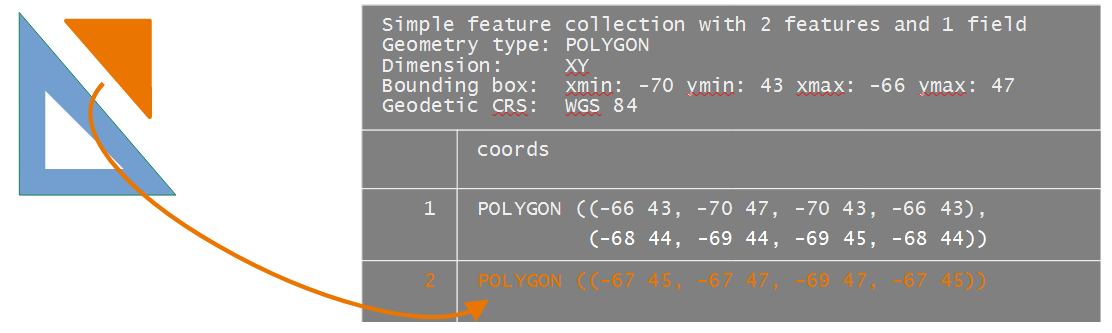 Simple feature collection with 2 features and 1 field
Geometry type: POLYGON
Dimension: XY
Bounding box: xmin: -70 ymin: 43 xmax: -66 ymax: 47
Geodetic CRS: WGS 84
coords
1 POLYGON ((-66 43, -70 47, -70 43, -66 43),
(-68 44, -69 44, -69 45, -68 44))
2 POLYGON ((-67 45, -67 47, -69 47, -67 45))